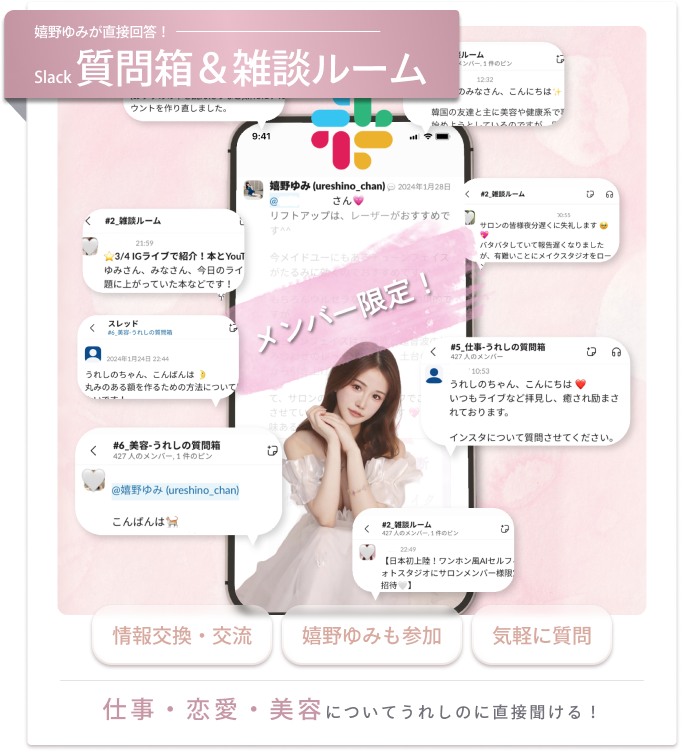 嬉野ゆみが直接回答！
Slack 質問箱＆雑談ルーム
ウントを作り直しました。
ルーム
メンバー, 1 件のピン
12:32
のみなさん、こんにちは✨
韓国の友達と主に美容や健康系で
9:41
嬉野ゆみ (ureshino_chan) 2024年1月28日
@ さん💗
リフトアップは、レーザーがおすすめで
す^^
メンバー限定！
#2_雑談ルーム
10:55
サロンの皆様夜分遅くに失礼します 🥹
💗
バタバタしていて報告遅くなりました
が、有難いことにメイクスタジオをロー
#2_雑談ルーム
21:59
⭐3/4 IGライブで紹介！本とYouT
ゆみさん、みなさん、今日のライ
題に上がっていた本などです！
スレッド
#6_美容-うれしの質問箱
2024年1月24日 22:44
うれしのちゃん、こんばんは 🌛
丸みのある額を作るための方法について
#5_仕事-うれしの質問箱
427 人のメンバー
10:53
うれしのちゃん、こんにちは ❤️
いつもライブなど拝見し、癒され励まさ
れております。
インスタについて質問させてください。
#6_美容-うれしの質問箱
427 人のメンバー, 1 件のピン
@嬉野ゆみ (ureshino_chan)
こんばんは🐈
#2_雑談ルーム
427 人のメンバー, 1 件のピン
22:49
【日本初上陸！ワンホン風AIセルフ
ォトスタジオにサロンメンバー様限
招待🤍】
情報交換・交流
嬉野ゆみも参加
気軽に質問
仕事・恋愛・美容についてうれしのに直接聞ける！